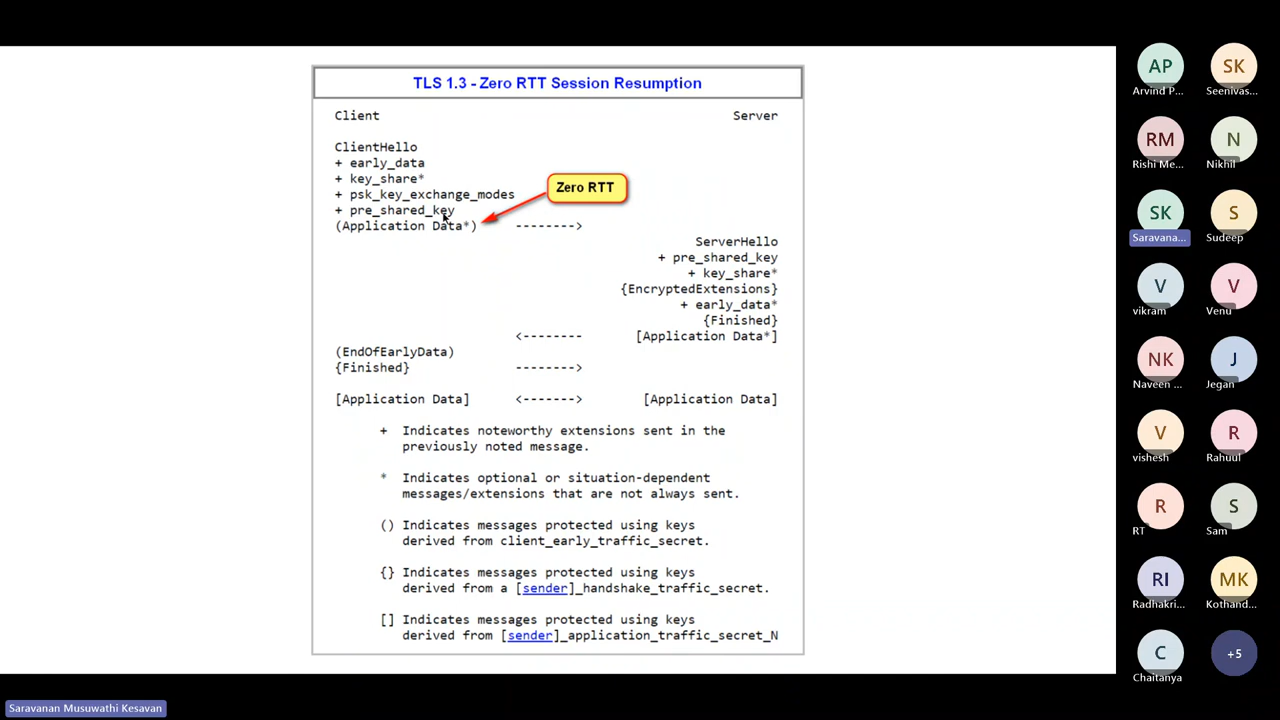 TLS 1.3 - Zero RTT Session Resumption
Client Server
ClientHello
+ early_data
+ key_share*
+ psk_key_exchange_modes
Zero RTT
+ pre_shared_key
(Application Data*) -------->
ServerHello
+ pre_shared_key
+ key_share*
{EncryptedExtensions}
+ early_data*
{Finished}
<-------- [Application Data*]
(EndOfEarlyData)
{Finished} -------->
[Application Data] <-------> [Application Data]
+ Indicates noteworthy extensions sent in the
previously noted message.
* Indicates optional or situation-dependent
messages/extensions that are not always sent.
() Indicates messages protected using keys
derived from client_early_traffic_secret.
{} Indicates messages protected using keys
derived from a [sender]_handshake_traffic_secret.
[] Indicates messages protected using keys
derived from [sender]_application_traffic_secret_N
AP SK
Arvind P... Seenivas...
RM N
Rishi Me... Nikhil
SK S
Saravana... Sudeep
V V
vikram Venu
NK J
Naveen ... Jegan
V R
vishesh Rahuul
R S
RT Sam
RI MK
Radhakri... Kothand...
C +5
Chaitanya
Saravanan Musuwathi Kesavan